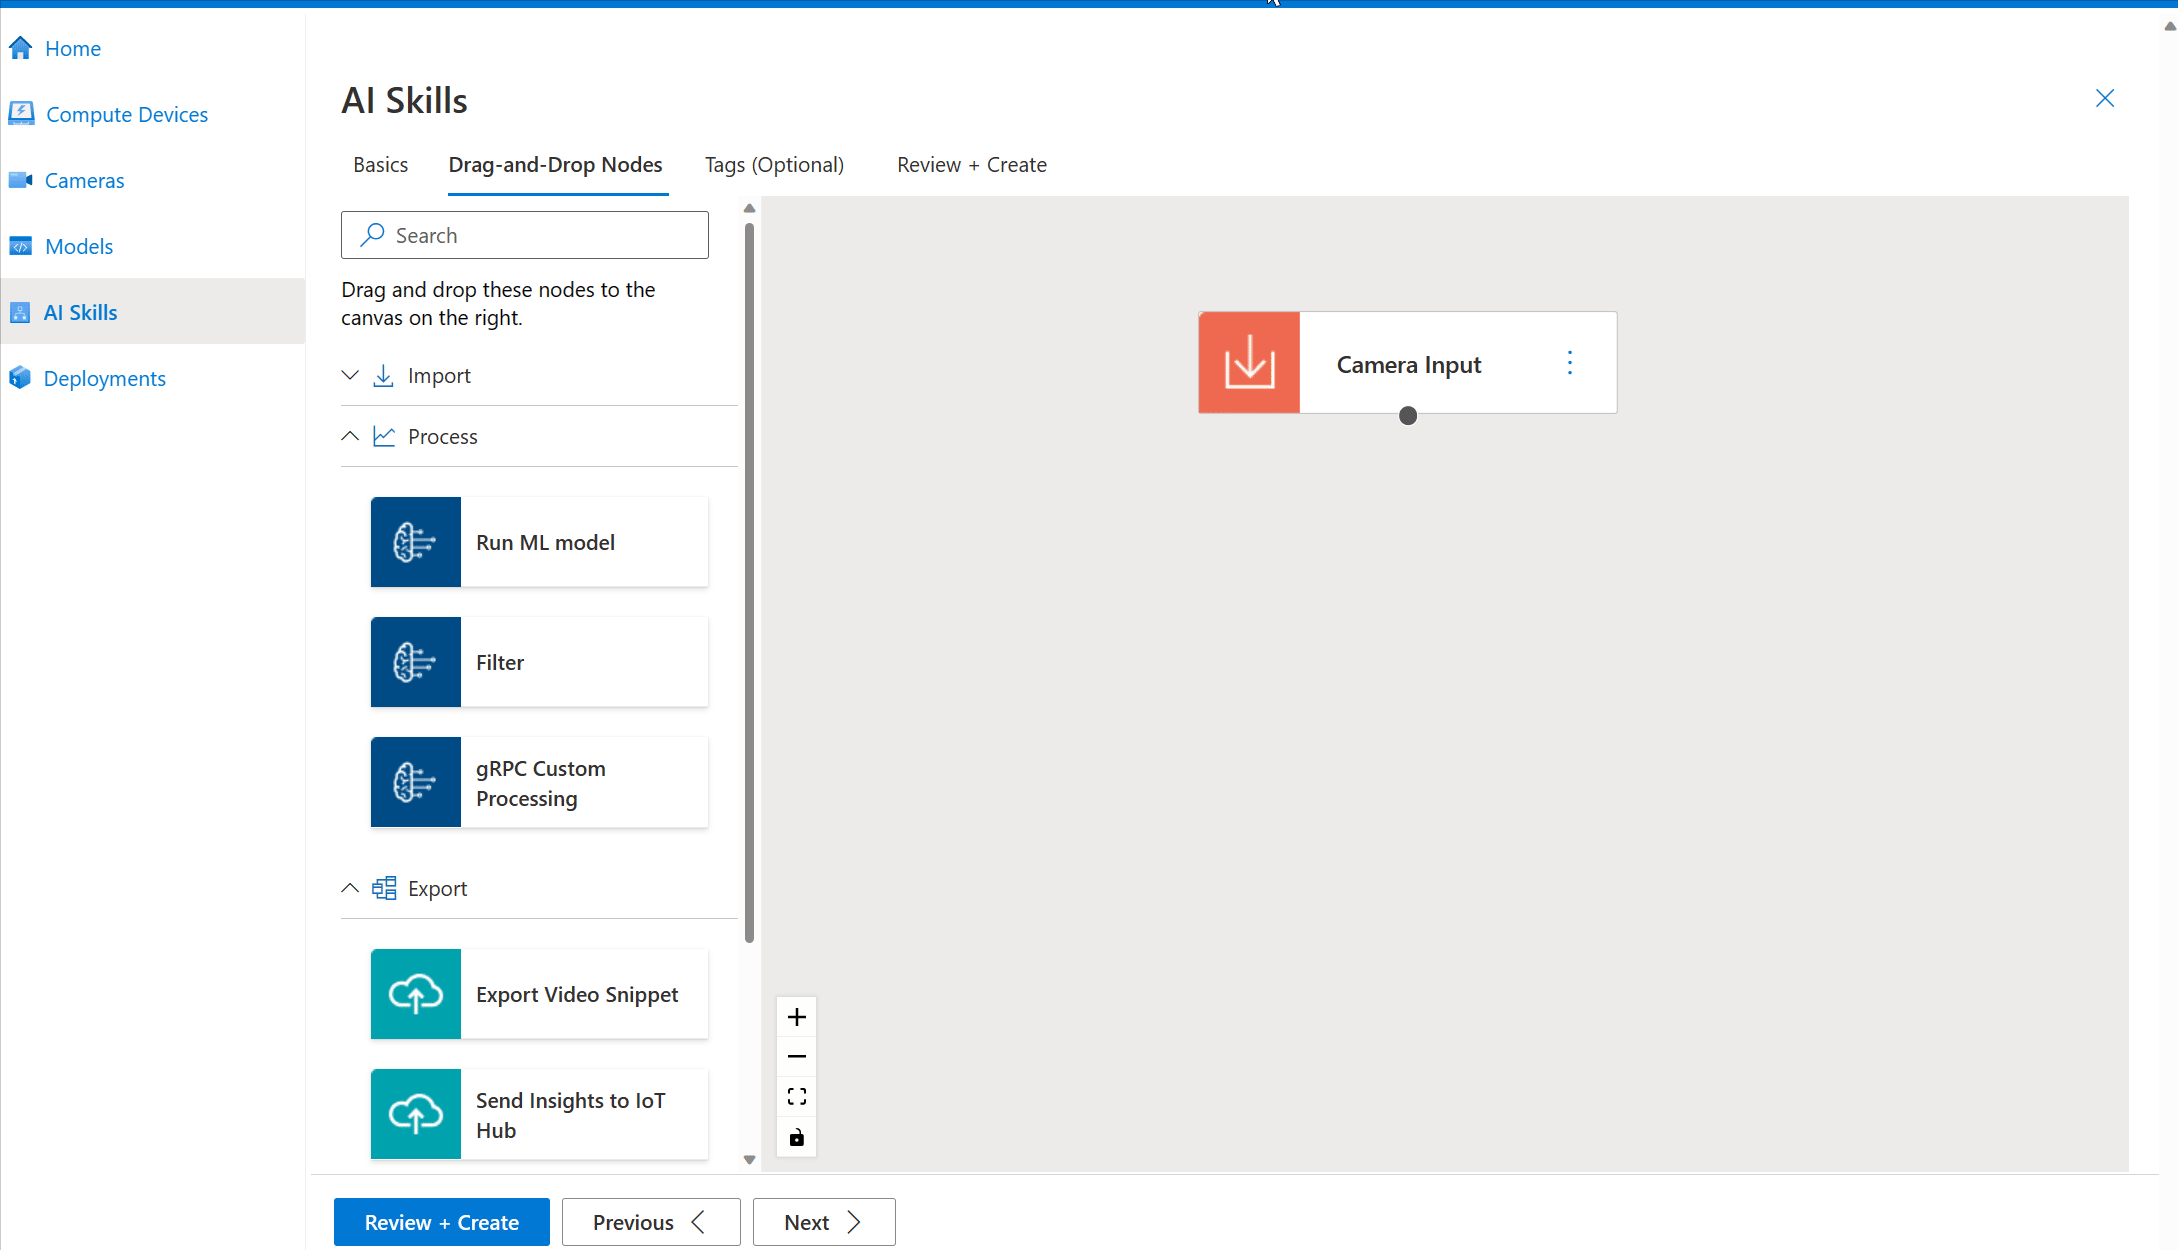 Home
Compute Devices
Cameras
Models
AI Skills
Deployments
AI Skills
Basics
Drag-and-Drop Nodes
Tags (Optional)
Review + Create
Search
Drag and drop these nodes to the
canvas on the right.
Import
Process
Run ML model
Filter
gRPC Custom
Processing
Export
Export Video Snippet
Send Insights to IoT
Hub
Camera Input
Review + Create
Previous
Next